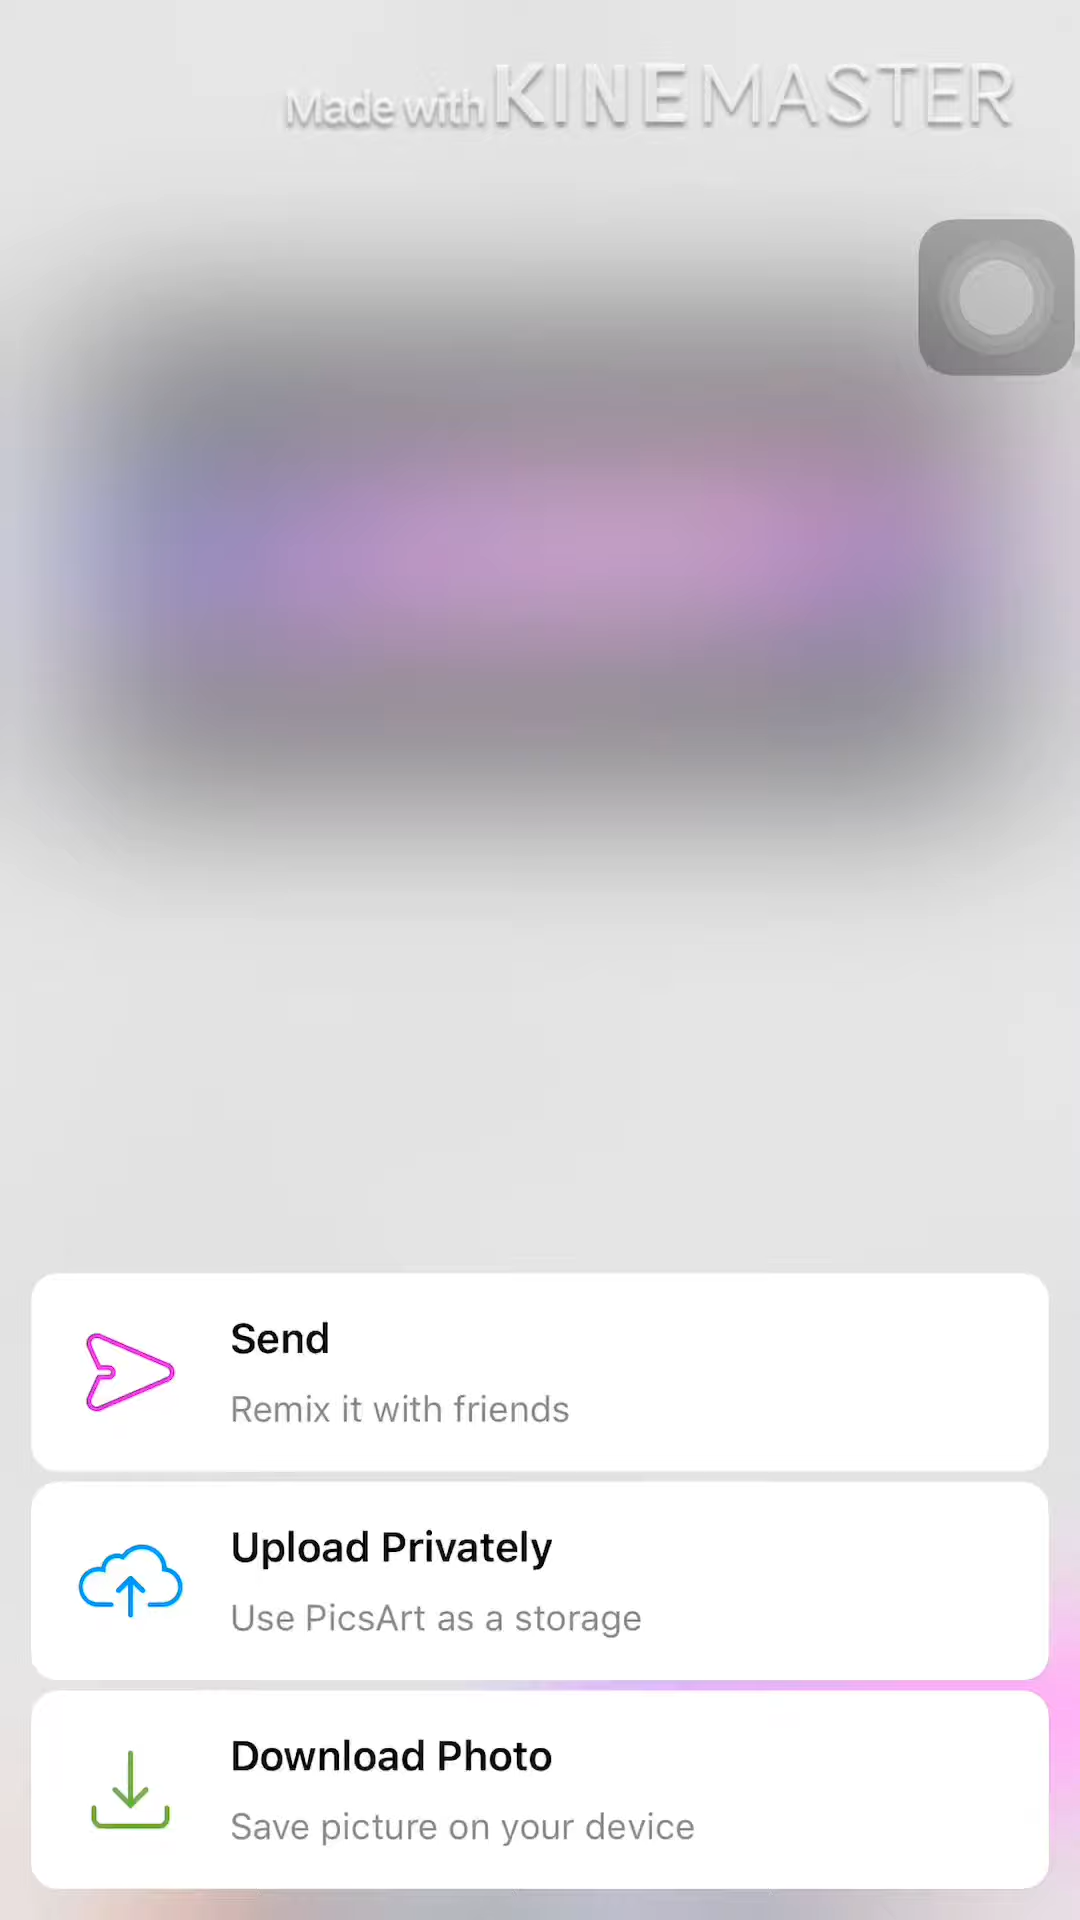 Made with KINEMASTER
Send
Remix it with friends
Upload Privately
Use PicsArt as a storage
Download Photo
Save picture on your device